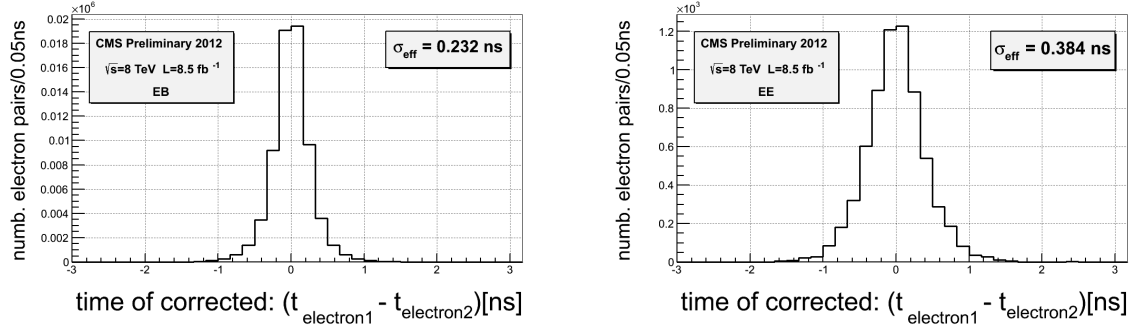 ×10⁶
0.02
0.018
0.016
0.014
0.012
0.01
0.008
0.006
0.004
0.002
0
-3 -2 -1 0 1 2 3
numb. electron pairs/0.05ns
CMS Preliminary 2012
√s=8 TeV L=8.5 fb ⁻¹
EB
σeff = 0.232 ns
time of corrected: (t electron1 - t electron2)[ns]
×10³
1.2
1
0.8
0.6
0.4
0.2
0
-3 -2 -1 0 1 2 3
numb. electron pairs/0.05ns
CMS Preliminary 2012
√s=8 TeV L=8.5 fb ⁻¹
EE
σeff = 0.384 ns
time of corrected: (t electron1 - t electron2)[ns]